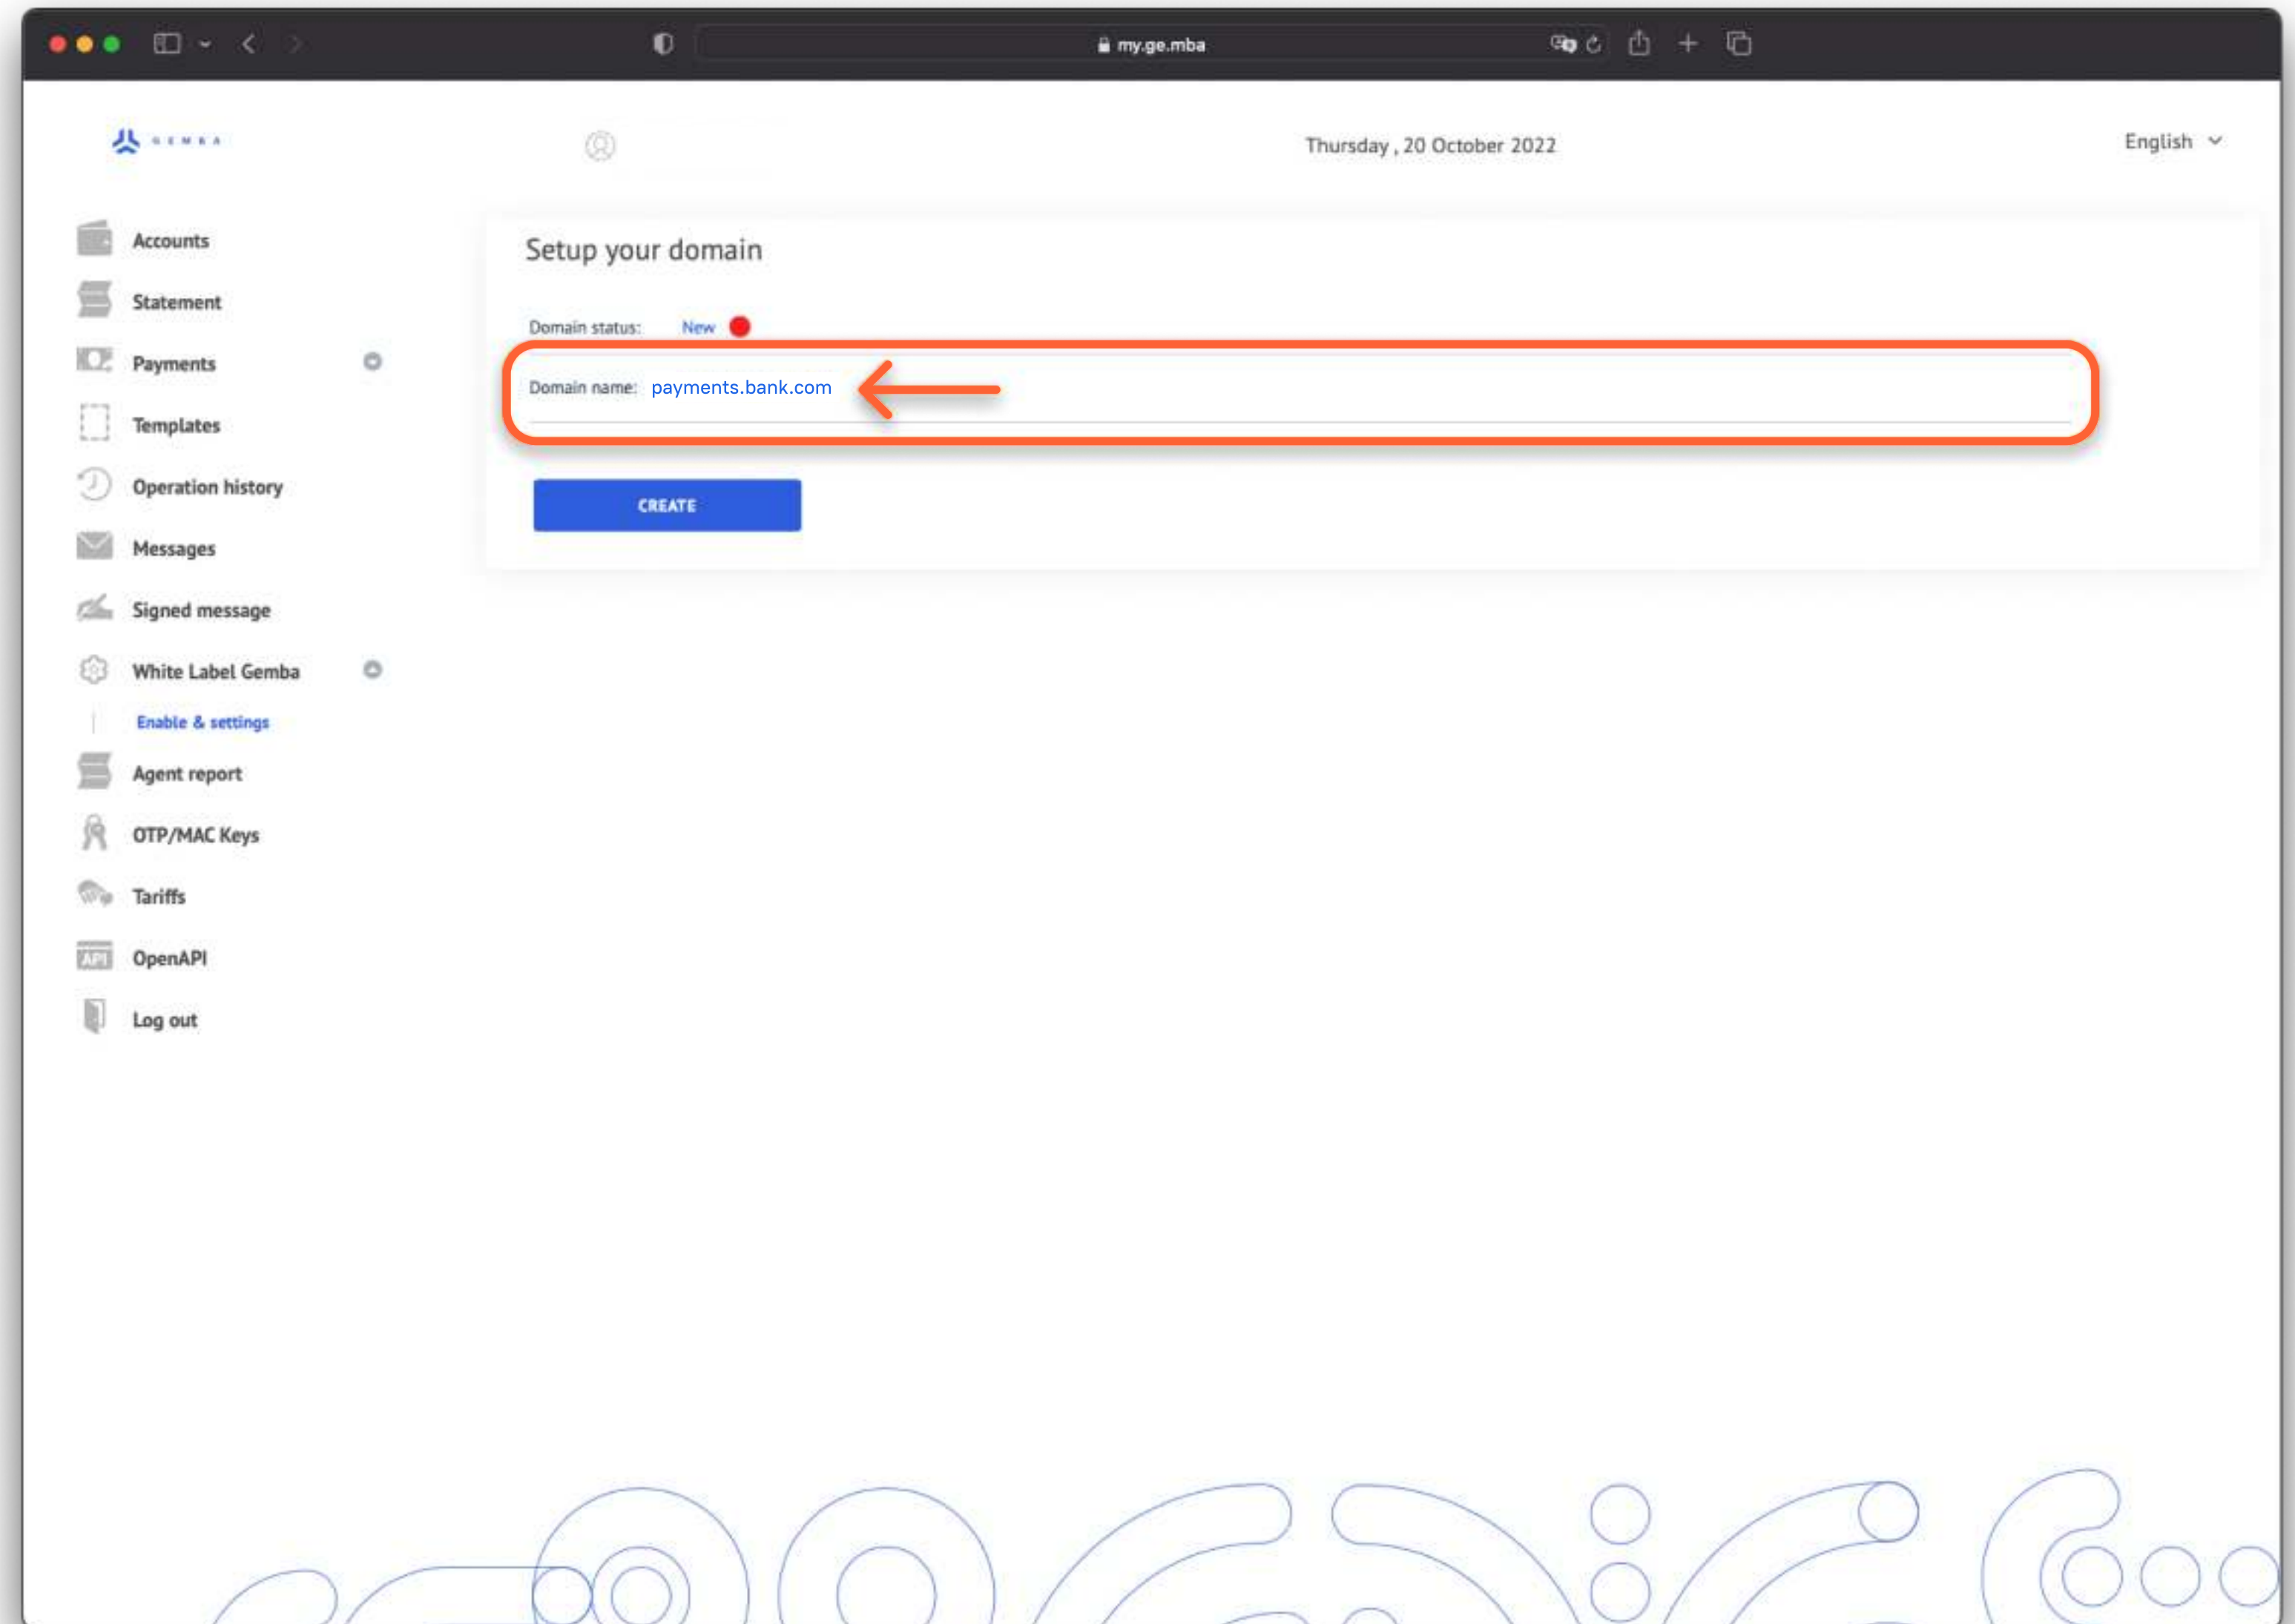 my.ge.mba
GEMBA
Thursday , 20 October 2022
English
Accounts
Statement
Payments
Templates
Operation history
Messages
Signed message
White Label Gemba
Enable & settings
Agent report
OTP/MAC Keys
Tariffs
API OpenAPI
Log out
Setup your domain
Domain status: New
Domain name: payments.bank.com
CREATE